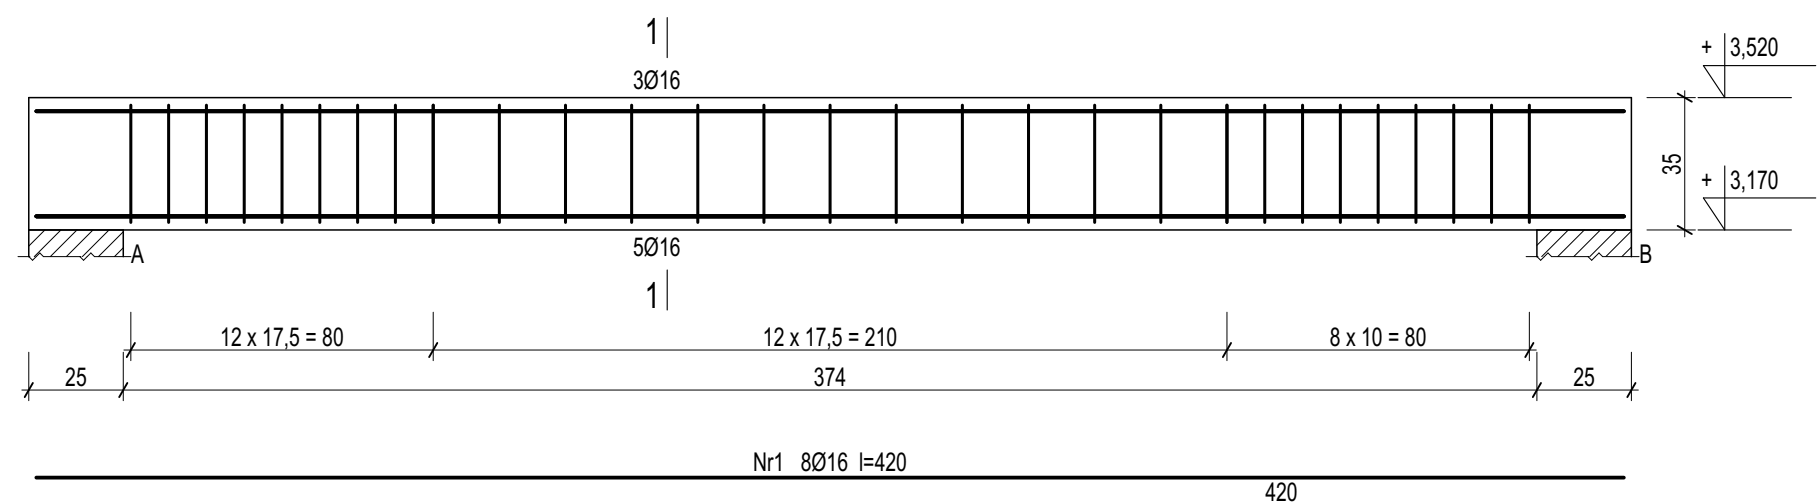 1
3Ø16
+ 3,520
35
+ 3,170
A
5Ø16
B
1
12 x 17,5 = 80
12 x 17,5 = 210
8 x 10 = 80
25
374
25
Nr1 8Ø16 l=420
420